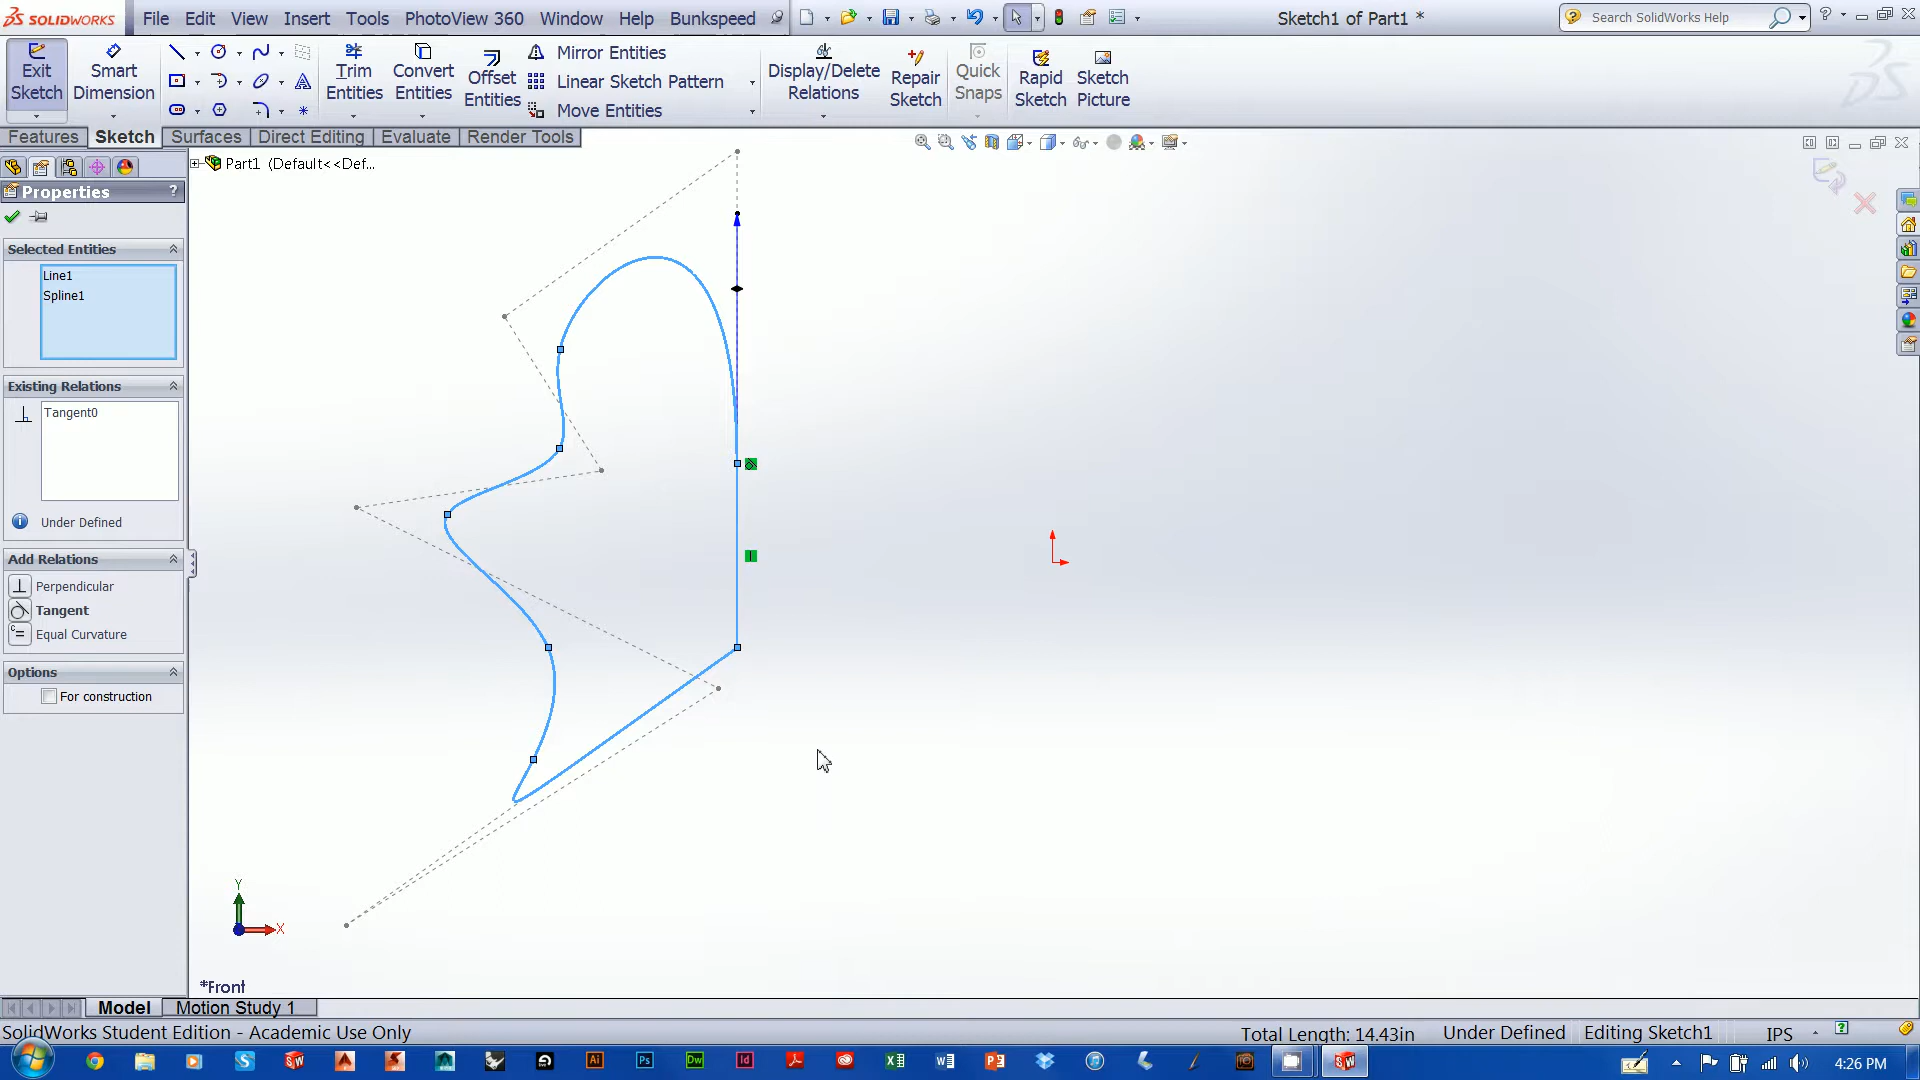 SOLIDWORKS File Edit View Insert Tools PhotoView 360 Window Help Bunkspeed Sketch1 of Part1 * Search SolidWorks Help
Exit Sketch
Smart Dimension
Trim Entities
Convert Entities
Offset Entities
Mirror Entities
Linear Sketch Pattern
Move Entities
Display/Delete Relations
Repair Sketch
Quick Snaps
Rapid Sketch
Sketch Picture
Features Sketch Surfaces Direct Editing Evaluate Render Tools
Part1 (Default<<Def...
Properties ?
Selected Entities
Line1
Spline1
Existing Relations
Tangent0
Under Defined
Add Relations
Perpendicular
Tangent
Equal Curvature
Options
For construction
Y
X
*Front
Model Motion Study 1
SolidWorks Student Edition - Academic Use Only Total Length: 14.43in Under Defined Editing Sketch1 IPS
4:26 PM